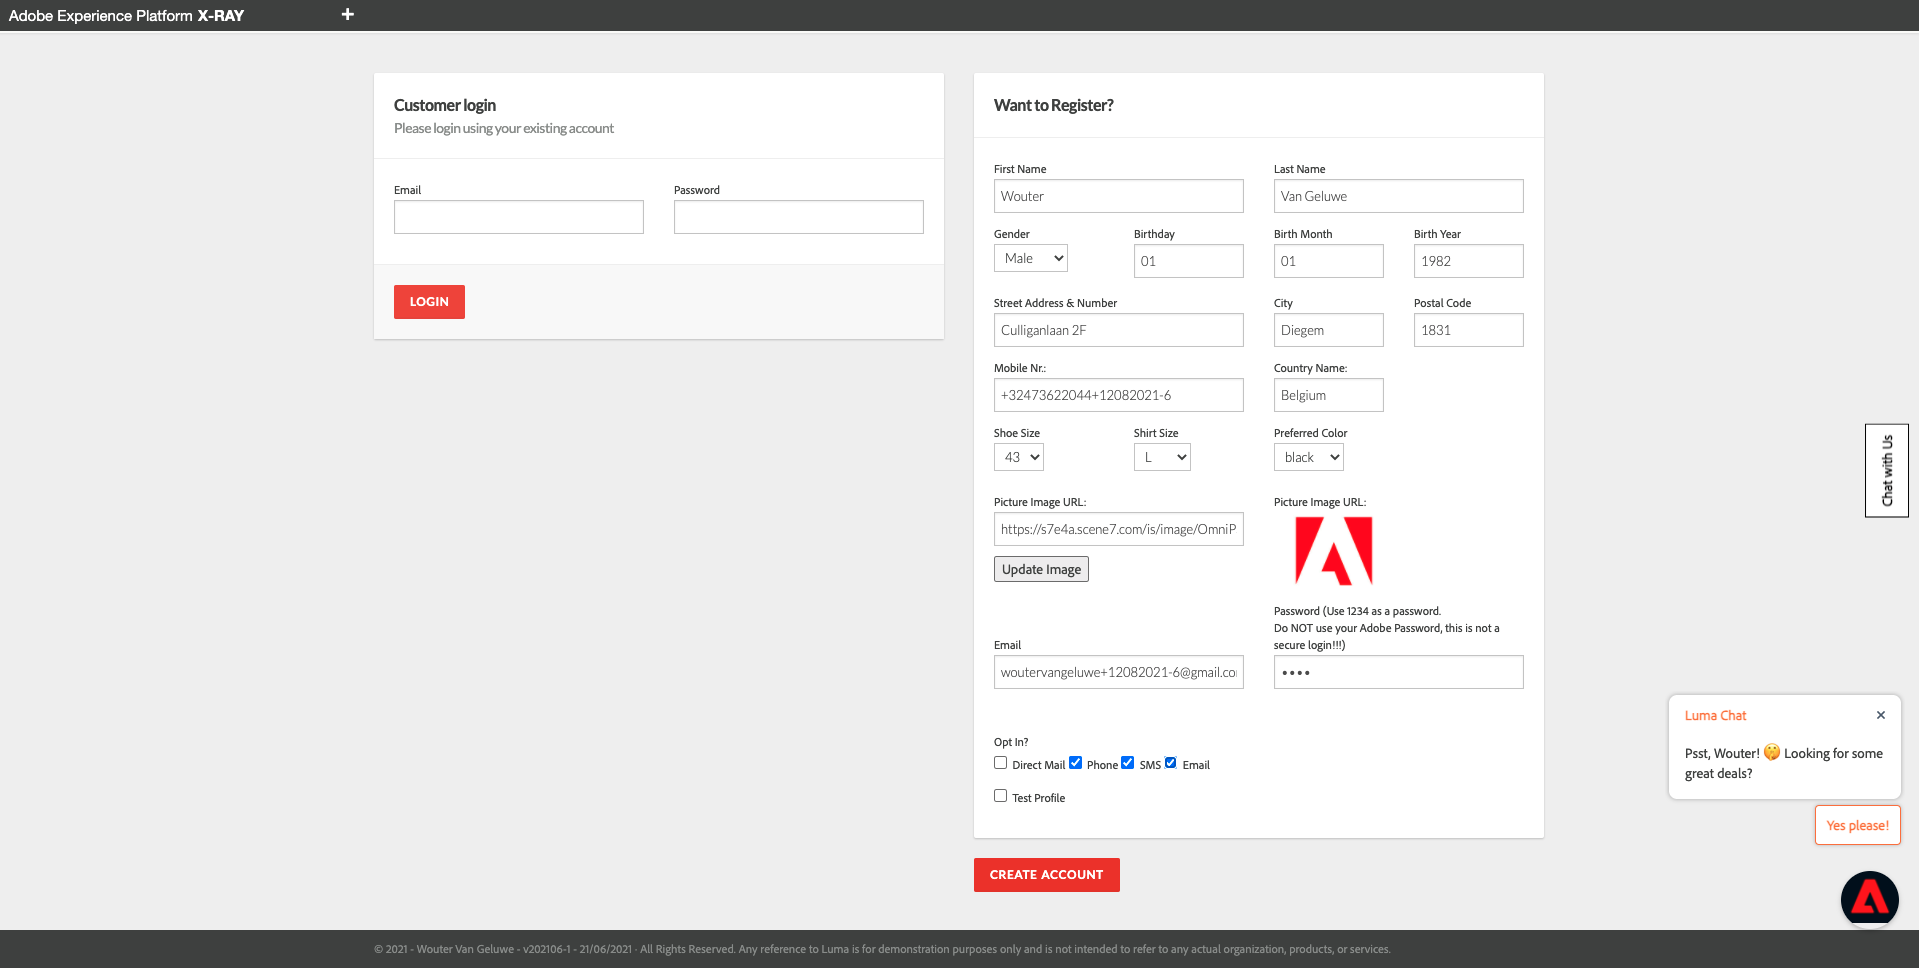 Adobe Experience Platform X-RAY +
Customer login
Please login using your existing account
Email Password
LOGIN
Want to Register?
First Name Last Name
Wouter Van Geluwe
Gender Birthday Birth Month Birth Year
Male 01 01 1982
Street Address & Number City Postal Code
Culliganlaan 2F Diegem 1831
Mobile Nr.: Country Name:
+32473622044+12082021-6 Belgium
Shoe Size Shirt Size Preferred Color
43 L black
Picture Image URL: Picture Image URL:
https://s7e4a.scene7.com/is/image/OmniP
Update Image
Password (Use 1234 as a password.
Do NOT use your Adobe Password, this is not a
secure login!!!)
Email
woutervangeluwe+12082021-6@gmail.co ••••
Opt In?
Direct Mail Phone SMS Email
Test Profile
CREATE ACCOUNT
Chat with Us
Luma Chat ×
Psst, Wouter! 🤫 Looking for some
great deals?
Yes please!
© 2021 - Wouter Van Geluwe - v202106-1 - 21/06/2021 - All Rights Reserved. Any reference to Luma is for demonstration purposes only and is not intended to refer to any actual organization, products, or services.